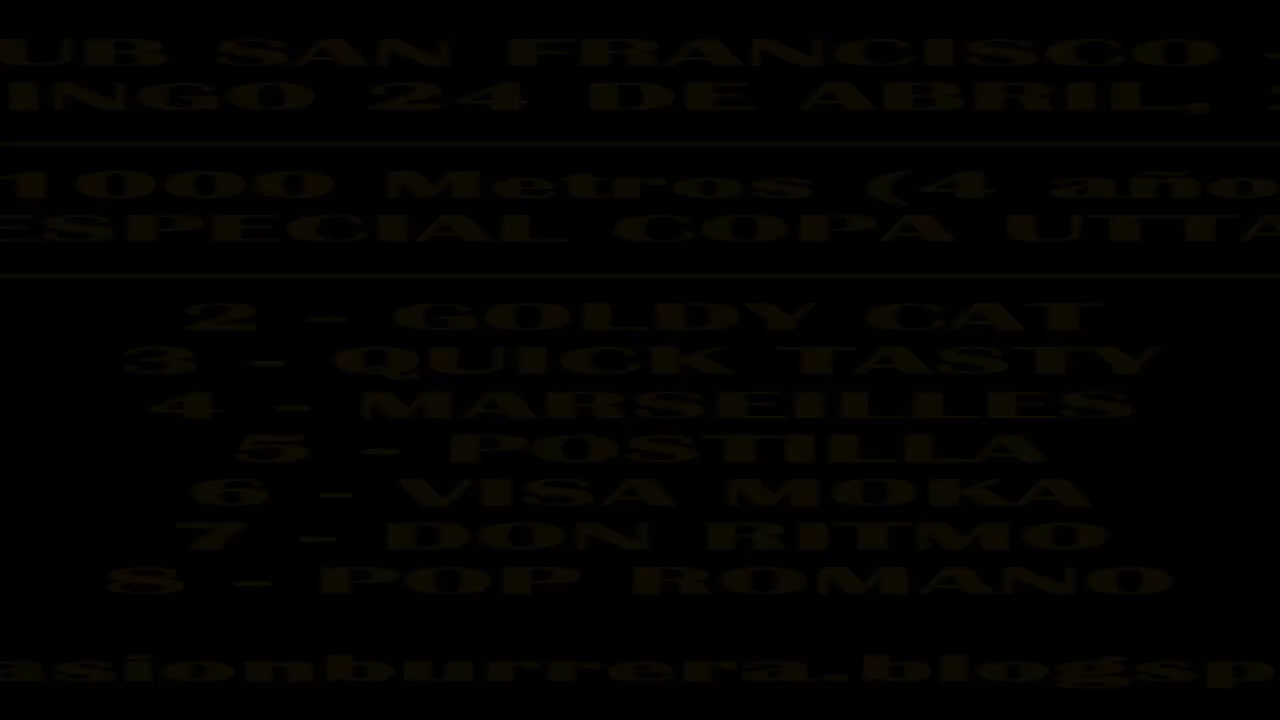 UB SAN FRANCISCO
INGO 24 DE ABRIL,
1000 Metros (4 año
ESPECIAL COPA UTTA
2 - GOLDY CAT
3 - QUICK TASTY
4 - MARSEILLES
5 - POSTILLA
6 - VISA MOKA
7 - DON RITMO
8 - POP ROMANO
asionburrera.blogsp